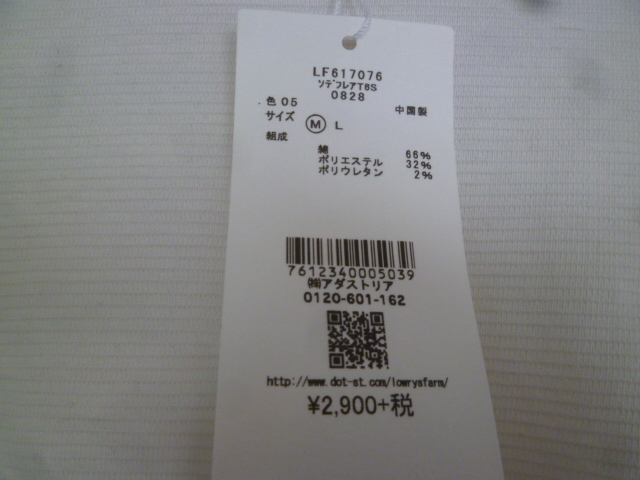 LF617076
ソデフレアT8S
0828
色 05 中国製
サイズ Ⓜ L
組成
綿 66%
ポリエステル 32%
ポリウレタン 2%
7612340005039
㈱アダストリア
0120-601-162
http://www.dot-st.com/lowrysfarm/
¥2,900+税